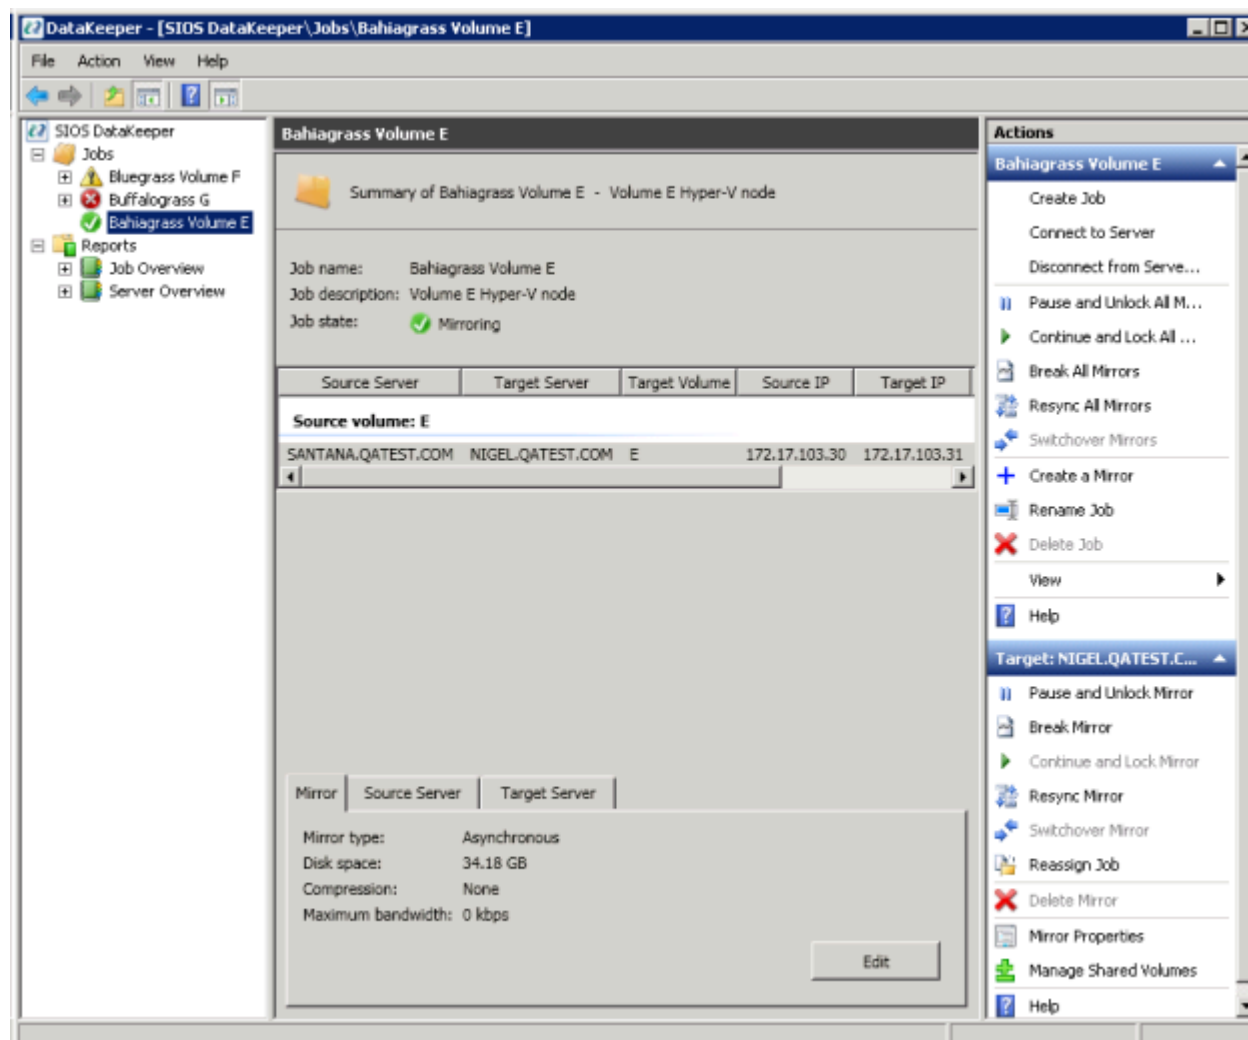 DataKeeper - [SIOS DataKeeper\Jobs\Bahiagrass Volume E]
File Action View Help
SIOS DataKeeper
Jobs
Bluegrass Volume F
Buffalograss G
Bahiagrass Volume E
Reports
Job Overview
Server Overview
Bahiagrass Volume E
Summary of Bahiagrass Volume E - Volume E Hyper-V node
Job name: Bahiagrass Volume E
Job description: Volume E Hyper-V node
Job state: Mirroring
Source Server Target Server Target Volume Source IP Target IP
Source volume: E
SANTANA.QATEST.COM NIGEL.QATEST.COM E 172.17.103.30 172.17.103.31
Mirror Source Server Target Server
Mirror type: Asynchronous
Disk space: 34.18 GB
Compression: None
Maximum bandwidth: 0 kbps
Edit
Actions
Bahiagrass Volume E
Create Job
Connect to Server
Disconnect from Serve...
Pause and Unlock All M...
Continue and Lock All ...
Break All Mirrors
Resync All Mirrors
Switchover Mirrors
Create a Mirror
Rename Job
Delete Job
View
Help
Target: NIGEL.QATEST.C...
Pause and Unlock Mirror
Break Mirror
Continue and Lock Mirror
Resync Mirror
Switchover Mirror
Reassign Job
Delete Mirror
Mirror Properties
Manage Shared Volumes
Help